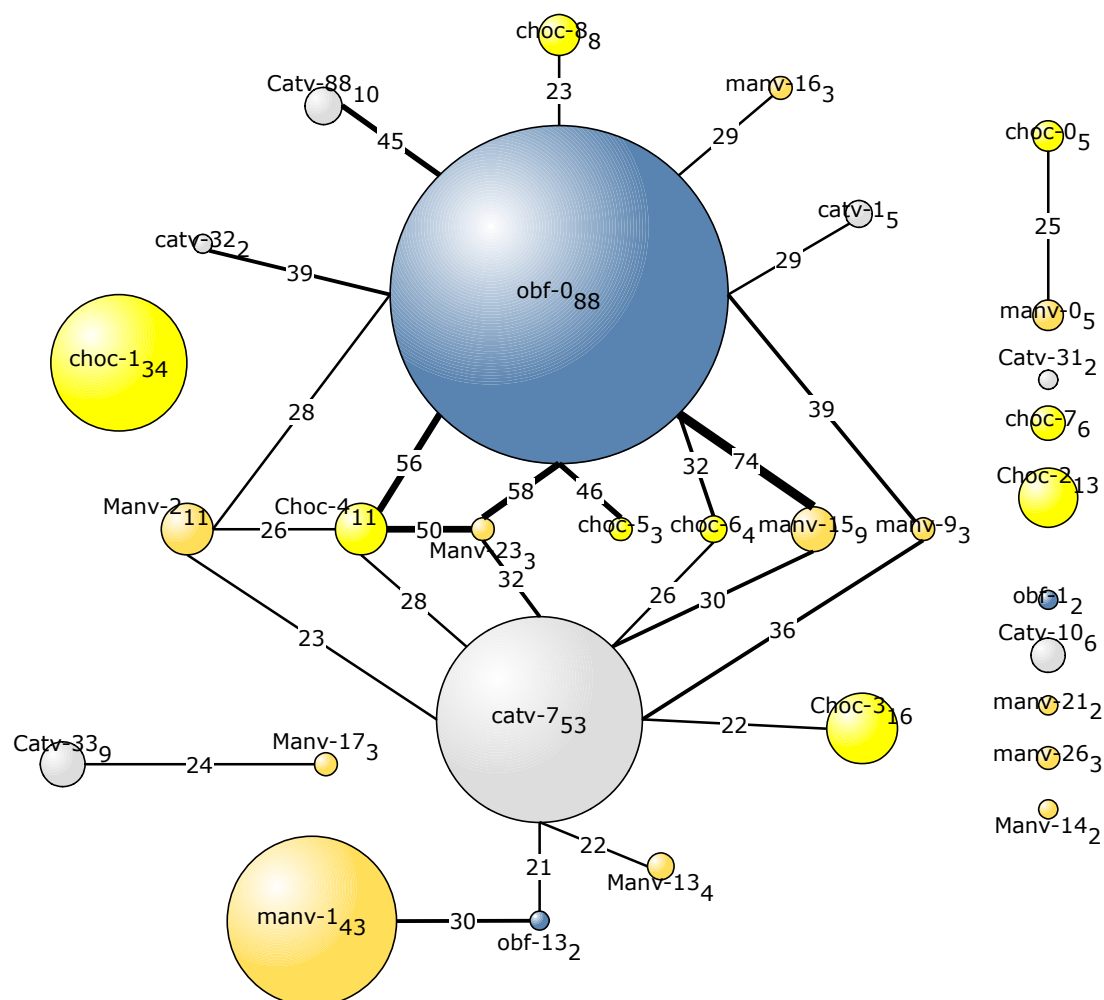 choc-8 8
Catv-88 10
manv-16 3
23
29
45
choc-0 5
catv-1 5
catv-32 2
25
29
39
obf-0 88
manv-0 5
choc-1 34
Catv-31 2
28
39
choc-7 6
56
32
74
58
46
Choc-2 13
Manv-2 11
Choc-4 11
26
50
Manv-23 3
choc-5 3
choc-6 4
manv-15 9
manv-9 3
32
28
26
30
obf-1 2
23
36
Catv-10 6
catv-7 53
22
Choc-3 16
manv-21 2
Catv-33 9
24
Manv-17 3
manv-26 3
Manv-14 2
21
22
Manv-13 4
manv-1 43
30
obf-13 2